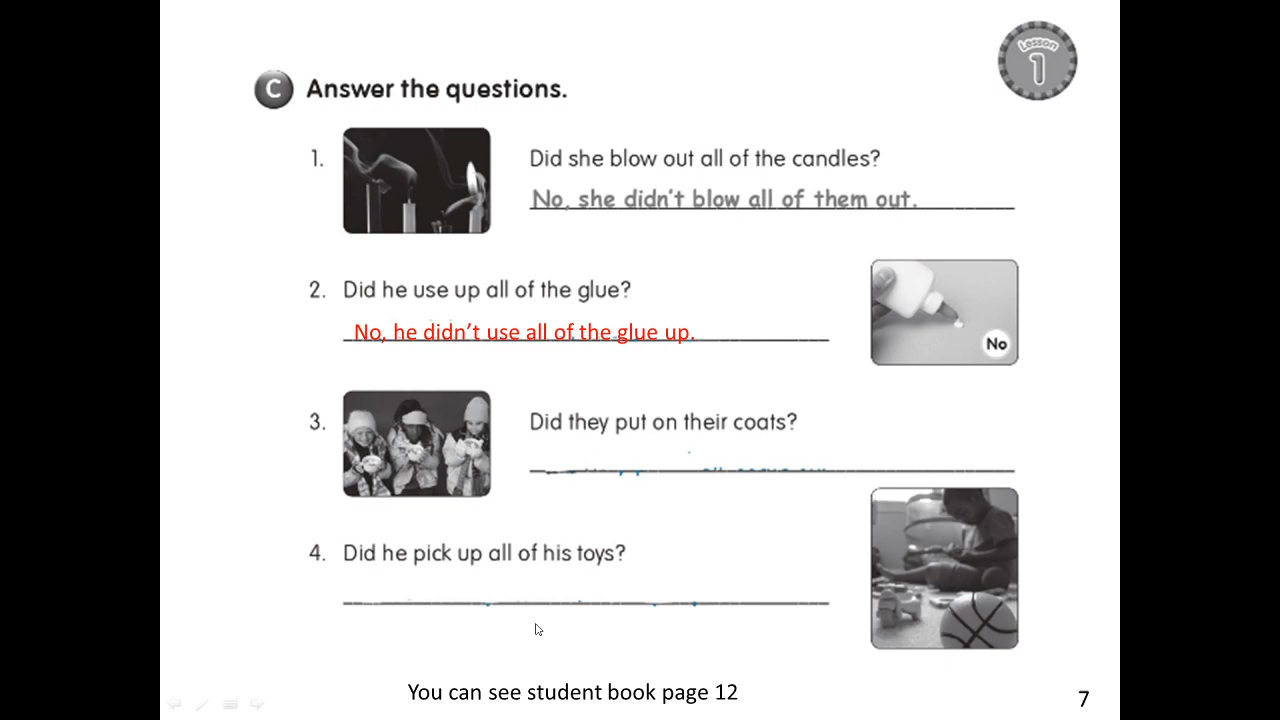 Lesson
1
C Answer the questions.
1. Did she blow out all of the candles?
No, she didn't blow all of them out.
2. Did he use up all of the glue?
No, he didn't use all of the glue up.
No
3. Did they put on their coats?
4. Did he pick up all of his toys?
You can see student book page 12
7